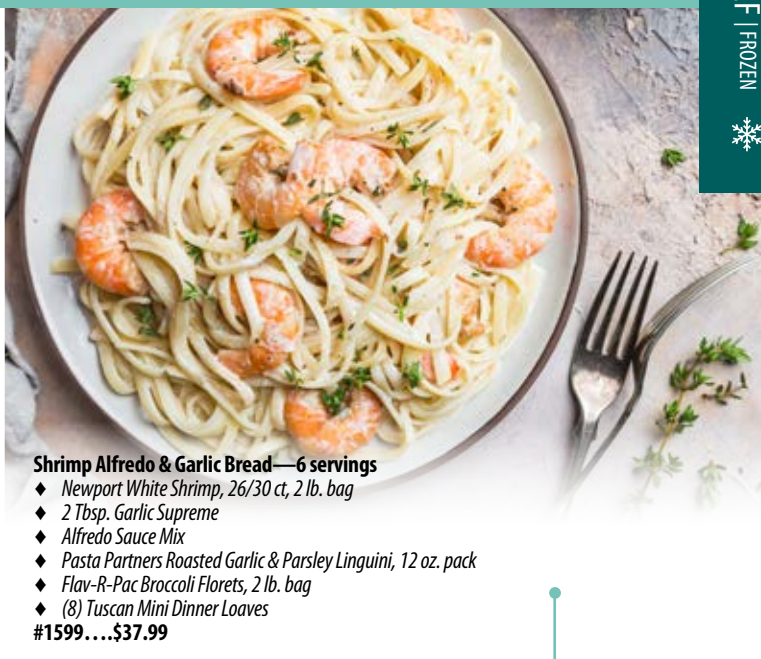 F | FROZEN
Shrimp Alfredo & Garlic Bread—6 servings
♦ Newport White Shrimp, 26/30 ct, 2 lb. bag
♦ 2 Tbsp. Garlic Supreme
♦ Alfredo Sauce Mix
♦ Pasta Partners Roasted Garlic & Parsley Linguini, 12 oz. pack
♦ Flav-R-Pac Broccoli Florets, 2 lb. bag
♦ (8) Tuscan Mini Dinner Loaves
#1599....$37.99